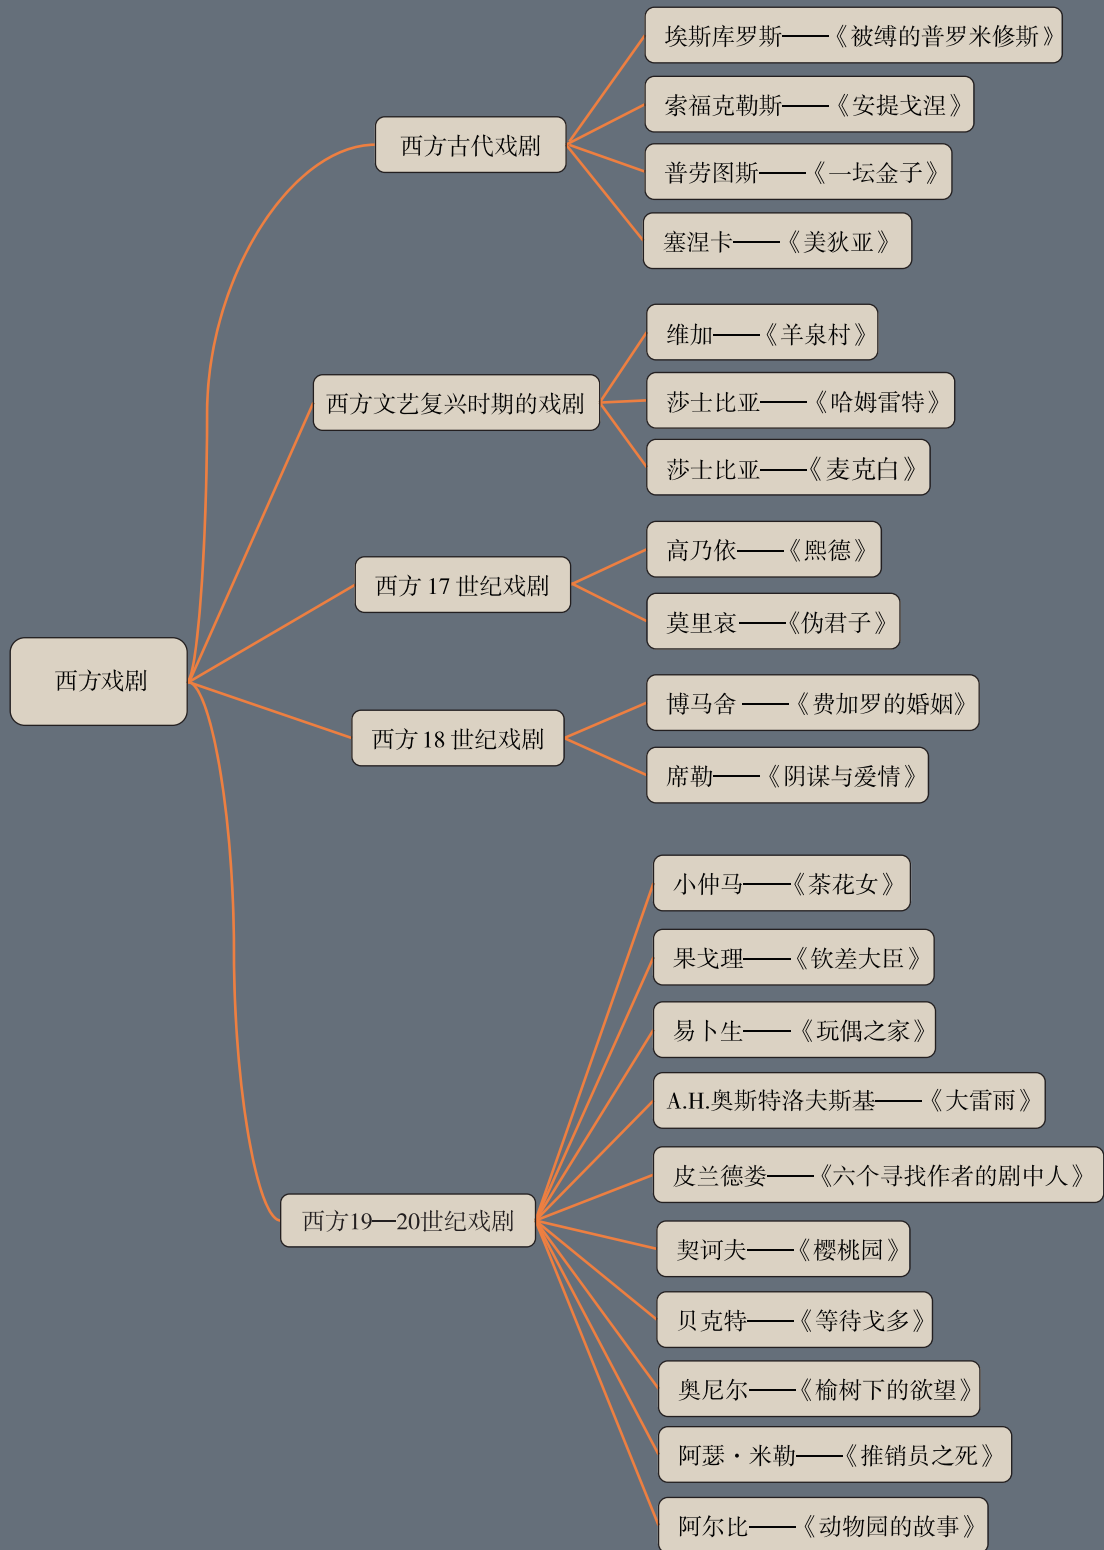 西方戏剧
西方古代戏剧
埃斯库罗斯——《被缚的普罗米修斯》
索福克勒斯——《安提戈涅》
普劳图斯——《一坛金子》
塞涅卡——《美狄亚》
西方文艺复兴时期的戏剧
维加——《羊泉村》
莎士比亚——《哈姆雷特》
莎士比亚——《麦克白》
西方17世纪戏剧
高乃依——《熙德》
莫里哀——《伪君子》
西方18世纪戏剧
博马舍——《费加罗的婚姻》
席勒——《阴谋与爱情》
西方19—20世纪戏剧
小仲马——《茶花女》
果戈理——《钦差大臣》
易卜生——《玩偶之家》
A.H.奥斯特洛夫斯基——《大雷雨》
皮兰德娄——《六个寻找作者的剧中人》
契诃夫——《樱桃园》
贝克特——《等待戈多》
奥尼尔——《榆树下的欲望》
阿瑟·米勒——《推销员之死》
阿尔比——《动物园的故事》